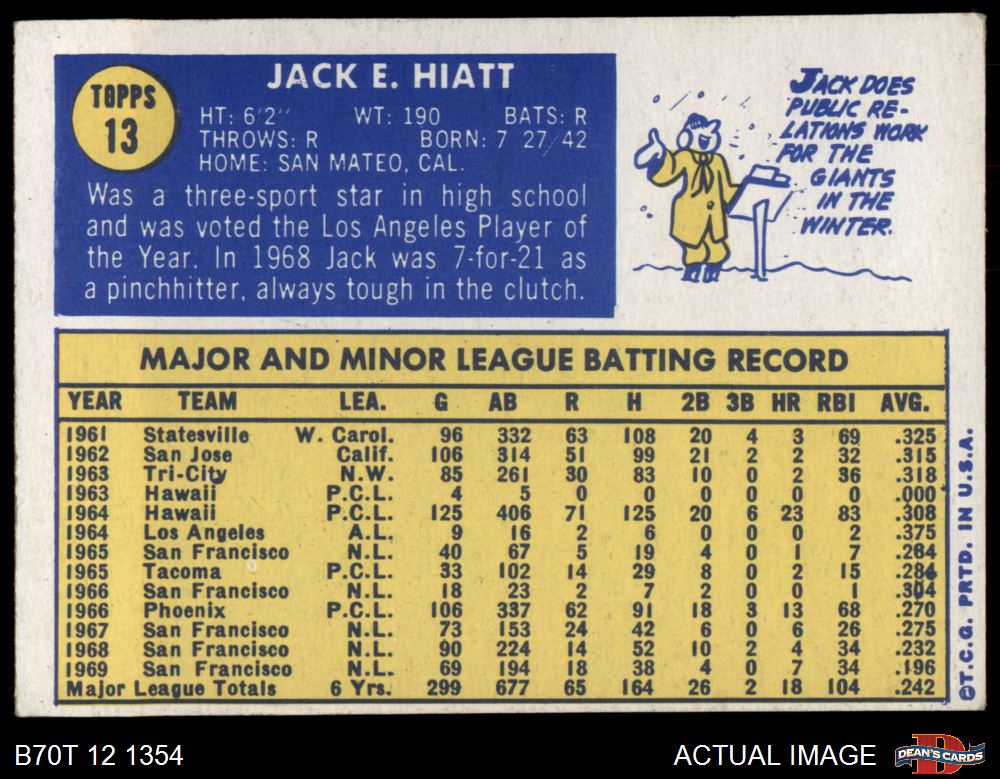 TOPPS
13
JACK E. HIATT
HT: 6'2" WT: 190 BATS: R
THROWS: R BORN: 7 27/42
HOME: SAN MATEO, CAL.
Was a three-sport star in high school
and was voted the Los Angeles Player of
the Year. In 1968 Jack was 7-for-21 as
a pinchhitter, always tough in the clutch.
JACK DOES
PUBLIC RE-
LATIONS WORK
FOR THE
GIANTS
IN THE
WINTER.
MAJOR AND MINOR LEAGUE BATTING RECORD
YEAR TEAM LEA. G AB R H 2B 3B HR RBI AVG.
1961 Statesville W. Carol. 96 332 63 108 20 4 3 69 .325
1962 San Jose Calif. 106 314 51 99 21 2 2 32 .315
1963 Tri-City N.W. 85 261 30 83 10 0 2 36 .318
1963 Hawaii P.C.L. 4 5 0 0 0 0 0 0 .000
1964 Hawaii P.C.L. 125 406 71 125 20 6 23 83 .308
1964 Los Angeles A.L. 9 16 2 6 0 0 0 2 .375
1965 San Francisco N.L. 40 67 5 19 4 0 1 7 .284
1965 Tacoma P.C.L. 33 102 14 29 8 0 2 15 .284
1966 San Francisco N.L. 18 23 2 7 2 0 0 1 .304
1966 Phoenix P.C.L. 106 337 62 91 18 3 13 68 .270
1967 San Francisco N.L. 73 153 24 42 6 0 6 26 .275
1968 San Francisco N.L. 90 224 14 52 10 2 4 34 .232
1969 San Francisco N.L. 69 194 18 38 4 0 7 34 .196
Major League Totals 6 Yrs. 299 677 65 164 26 2 18 104 .242
©T.C.G. PRTD. IN U.S.A.
B70T 12 1354
ACTUAL IMAGE
D
DEAN'S CARDS